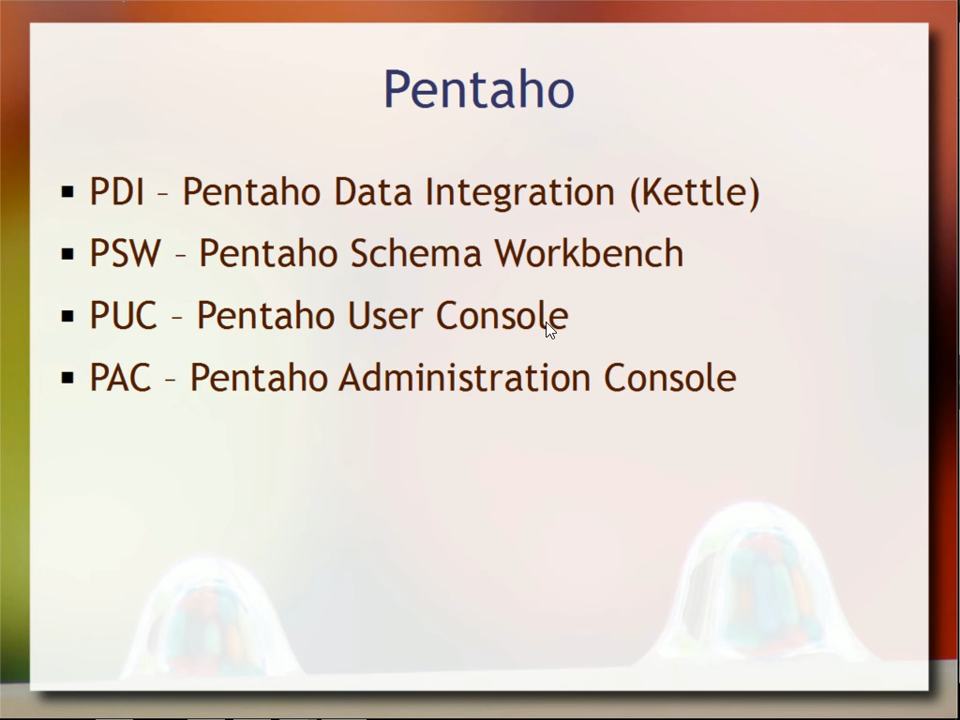 Pentaho
▪ PDI – Pentaho Data Integration (Kettle)
▪ PSW – Pentaho Schema Workbench
▪ PUC – Pentaho User Console
▪ PAC – Pentaho Administration Console